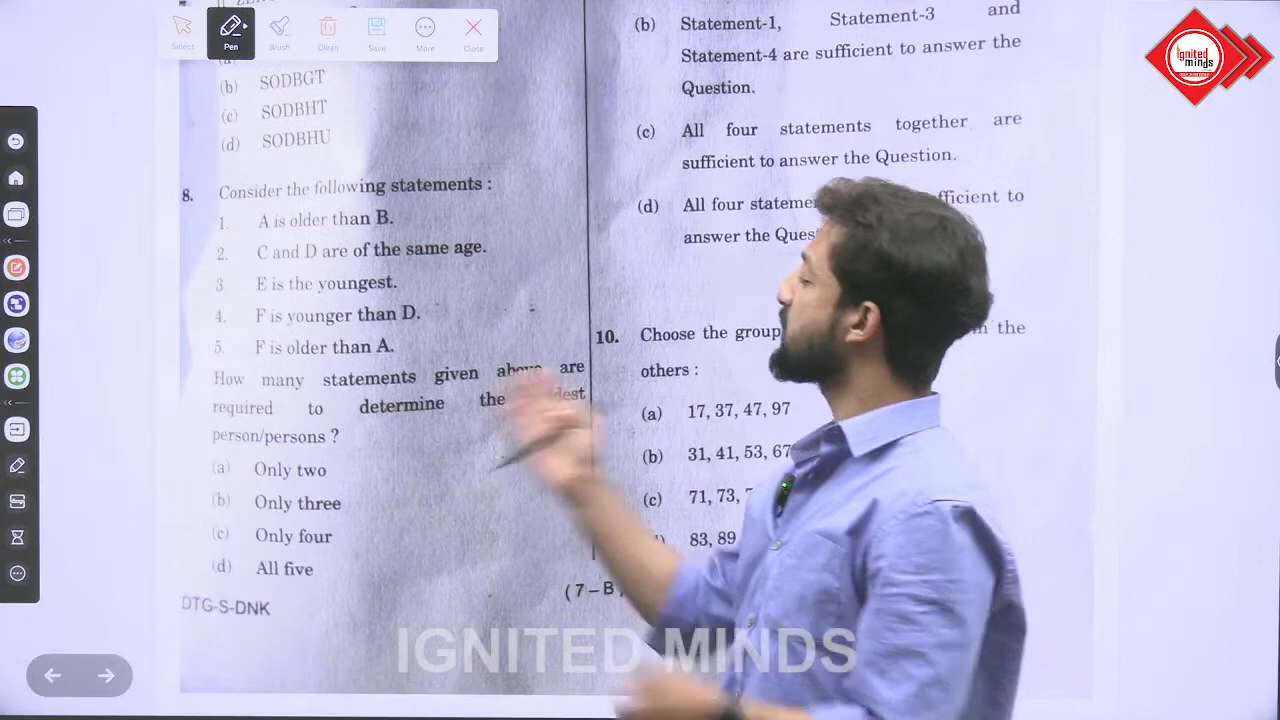 Select
Pen
Brush
Clean
Save
More
Close
(b) SODBGT
(c) SODBHT
(d) SODBHU
8. Consider the following statements :
1. A is older than B.
2. C and D are of the same age.
3 E is the youngest.
4. F is younger than D.
5. F is older than A.
How many statements given above are
required to determine the
person/persons ?
(a) Only two
(b) Only three
(c) Only four
(d) All five
DTG-S-DNK
(b) Statement-1, Statement-3 and
Statement-4 are sufficient to answer the
Question.
(c) All four statements together are
sufficient to answer the Question.
(d) All four to
answer the
10. Choose the group the
others :
(a) 17, 37, 47, 97
(b) 31, 41, 53, 67
(c) 71, 73,
83, 89
(7–B
Ignited
minds
IGNITED MINDS